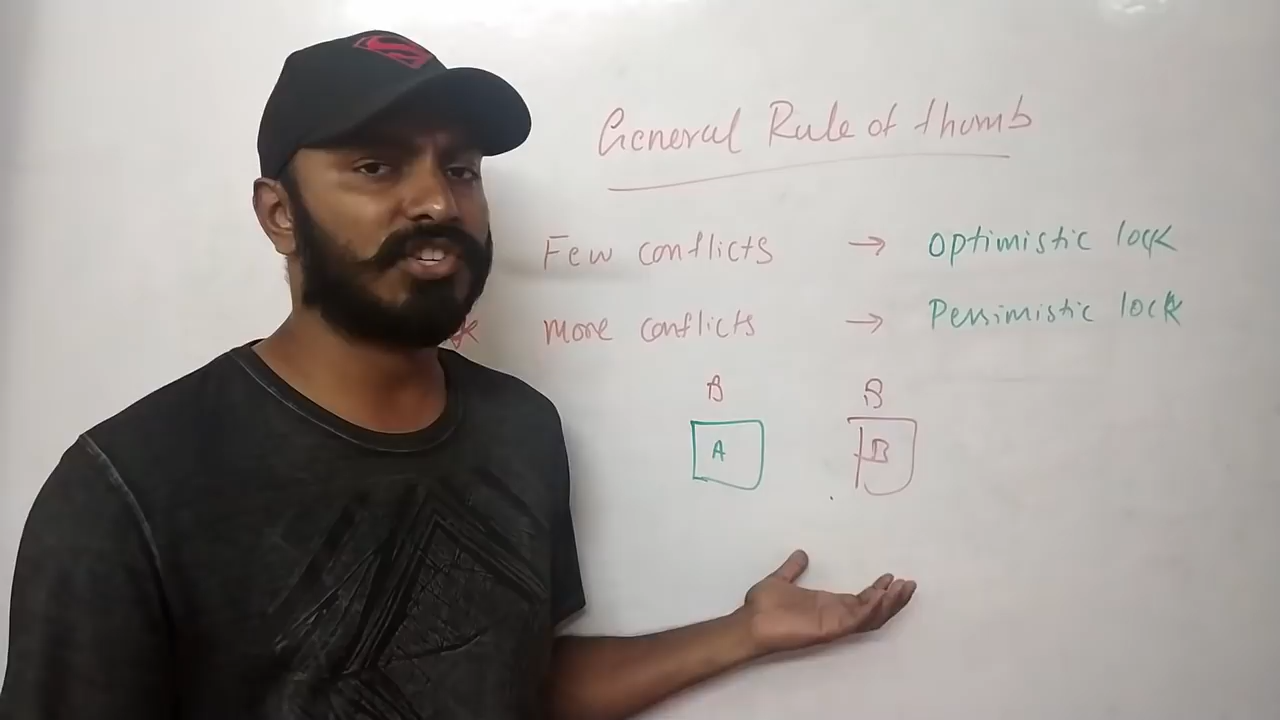 General Rule of thumb
Few conflicts → Optimistic lock
More conflicts → Pessimistic lock
B B
A B